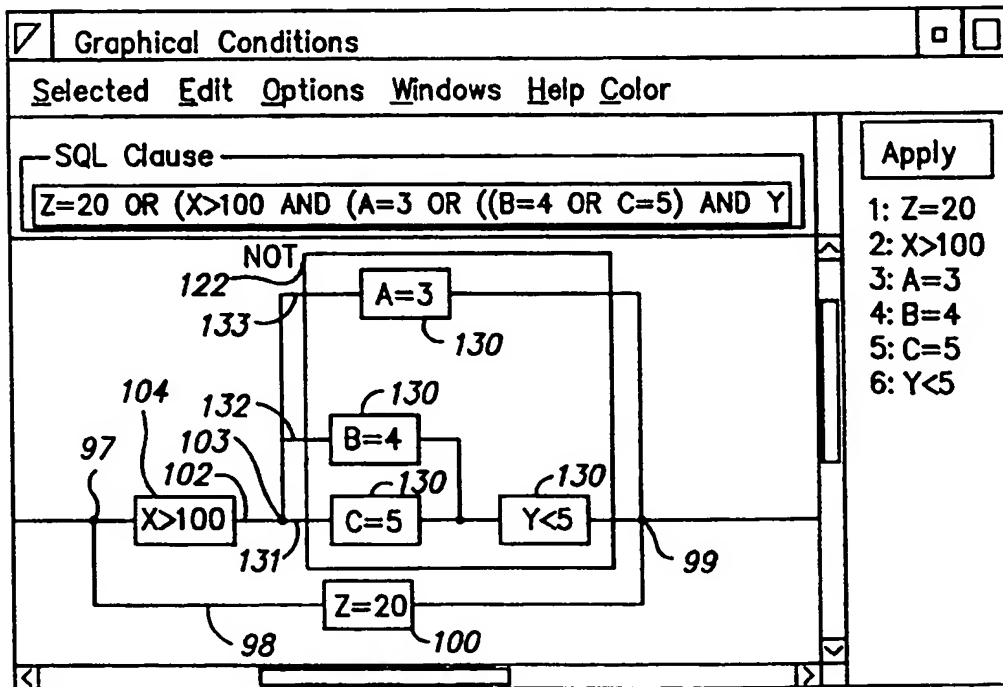 Graphical Conditions
Selected Edit Options Windows Help Color
SQL Clause
Z=20 OR (X>100 AND (A=3 OR ((B=4 OR C=5) AND Y
Apply
1: Z=20
2: X>100
3: A=3
4: B=4
5: C=5
6: Y<5
NOT
122
A=3
133
130
104
132
130
103
B=4
97
102
130
130
X>100
C=5
Y<5
131
99
Z=20
98
100